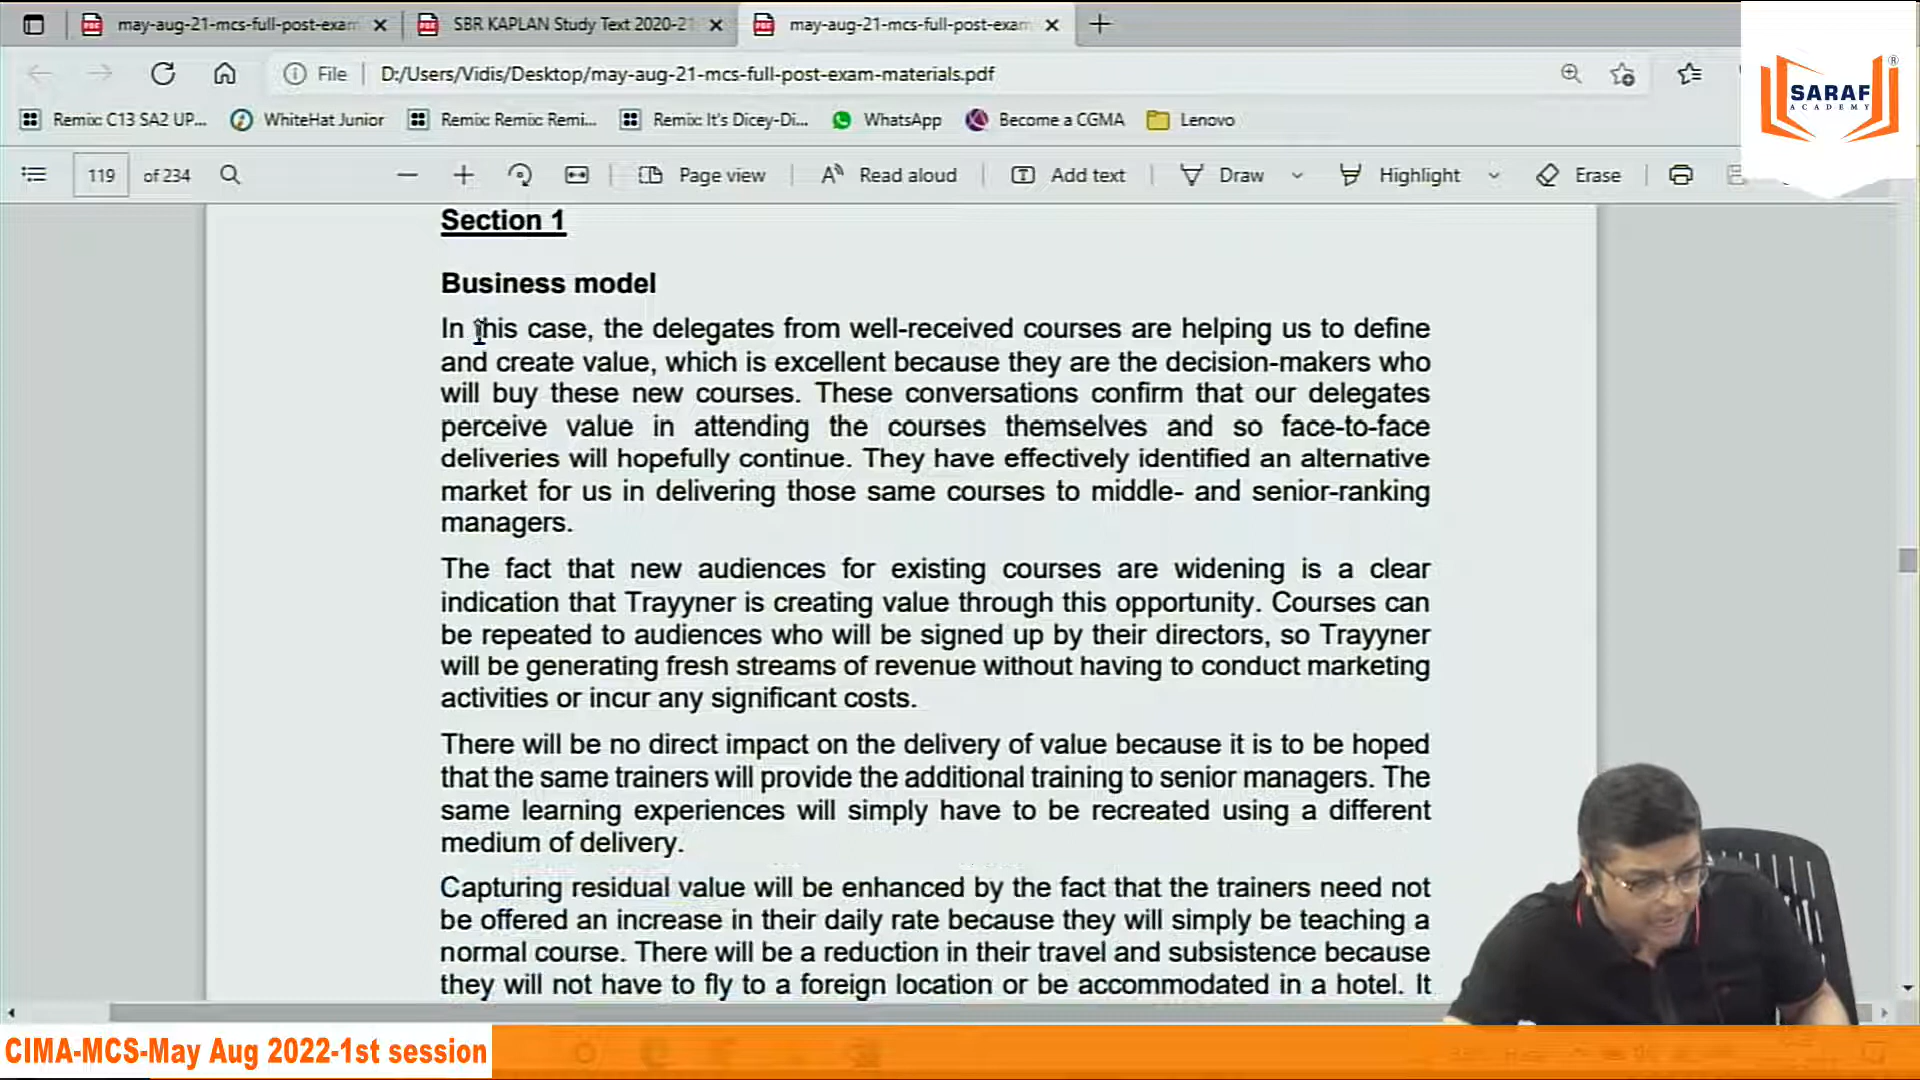 may-aug-21-mcs-full-post-exam
SBR KAPLAN Study Text 2020-21
may-aug-21-mcs-full-post-exam
File D:/Users/Vidis/Desktop/may-aug-21-mcs-full-post-exam-materials.pdf
Remix: C13 SA2 UP... WhiteHat Junior Remix: Remix: Remi... Remix: It's Dicey-Di... WhatsApp Become a CGMA Lenovo
119 of 234 Page view Read aloud Add text Draw Highlight Erase
SARAF
ACADEMY
Section 1
Business model
In this case, the delegates from well-received courses are helping us to define
and create value, which is excellent because they are the decision-makers who
will buy these new courses. These conversations confirm that our delegates
perceive value in attending the courses themselves and so face-to-face
deliveries will hopefully continue. They have effectively identified an alternative
market for us in delivering those same courses to middle- and senior-ranking
managers.
The fact that new audiences for existing courses are widening is a clear
indication that Trayyner is creating value through this opportunity. Courses can
be repeated to audiences who will be signed up by their directors, so Trayyner
will be generating fresh streams of revenue without having to conduct marketing
activities or incur any significant costs.
There will be no direct impact on the delivery of value because it is to be hoped
that the same trainers will provide the additional training to senior managers. The
same learning experiences will simply have to be recreated using a different
medium of delivery.
Capturing residual value will be enhanced by the fact that the trainers need not
be offered an increase in their daily rate because they will simply be teaching a
normal course. There will be a reduction in their travel and subsistence because
they will not have to fly to a foreign location or be accommodated in a hotel. It
CIMA-MCS-May Aug 2022-1st session